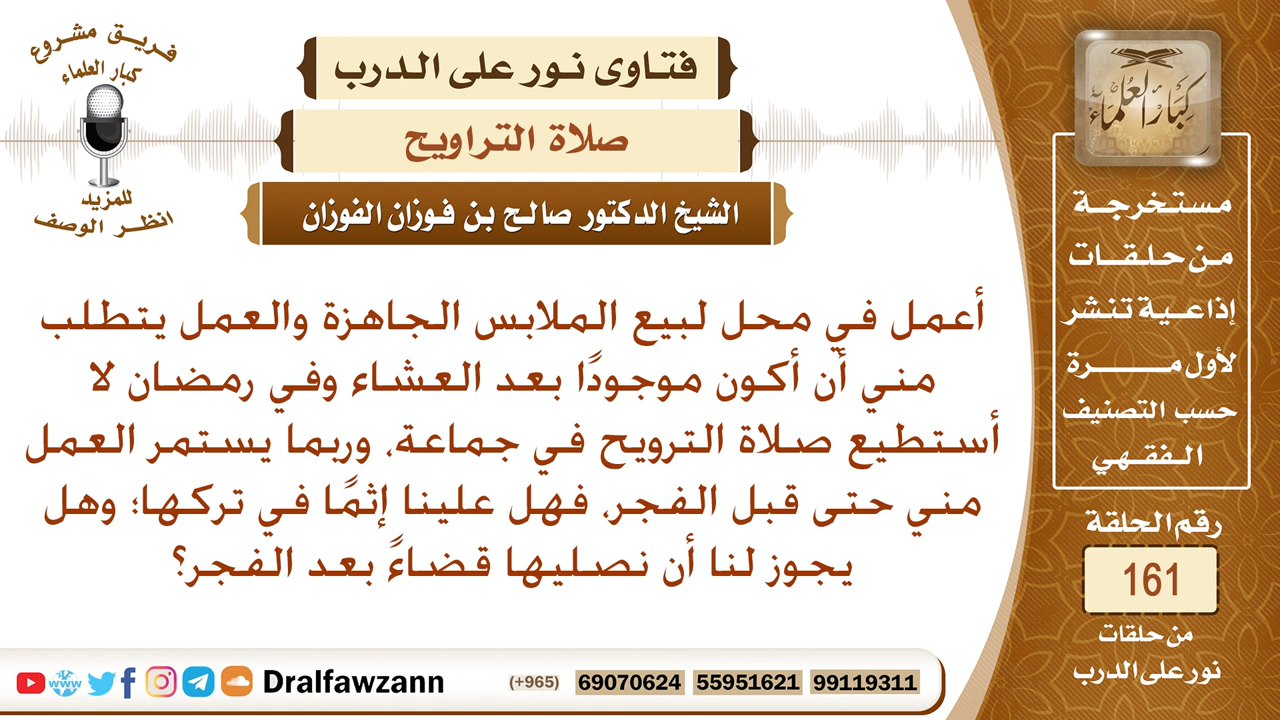 فريق مشروع
كبار العلماء
للمزيد
انظر الوصف
فتاوى نور على الدرب
صلاة التراويح
الشيخ الدكتور صالح بن فوزان الفوزان
أعمل في محل لبيع الملابس الجاهزة والعمل يتطلب
مني أن أكون موجودًا بعد العشاء وفي رمضان لا
أستطيع صلاة الترويح في جماعة، وربما يستمر العمل
مني حتى قبل الفجر، فهل علينا إثمًا في تركها؛ وهل
يجوز لنا أن نصليها قضاءً بعد الفجر؟
كبار العلماء
مستخرجة
من حلقات
إذاعية تنشر
لأول مرة
حسب التصنيف
الفقهي
رقم الحلقة
161
من حلقات
نور على الدرب
www
Dralfawzann
(+965) 69070624 55951621 99119311